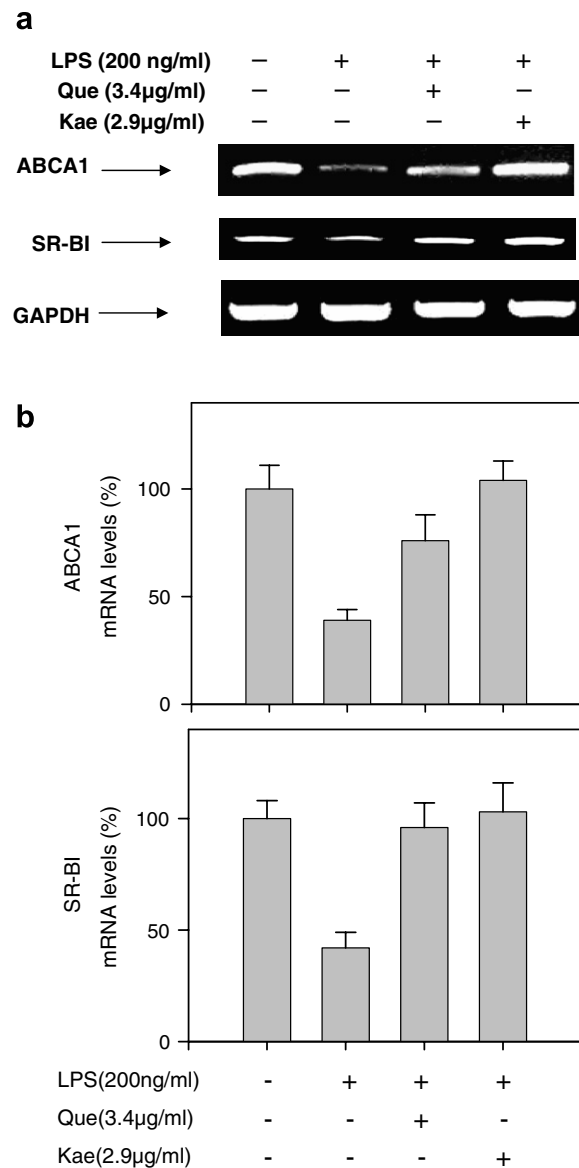 a
LPS (200 ng/ml) − + + +
Que (3.4µg/ml) − − + −
Kae (2.9µg/ml) − − − +
ABCA1
SR-BI
GAPDH
b
ABCA1
mRNA levels (%)
100
50
0
SR-BI
mRNA levels (%)
100
50
0
LPS(200ng/ml) - + + +
Que(3.4µg/ml) - - + -
Kae(2.9µg/ml) - - - +